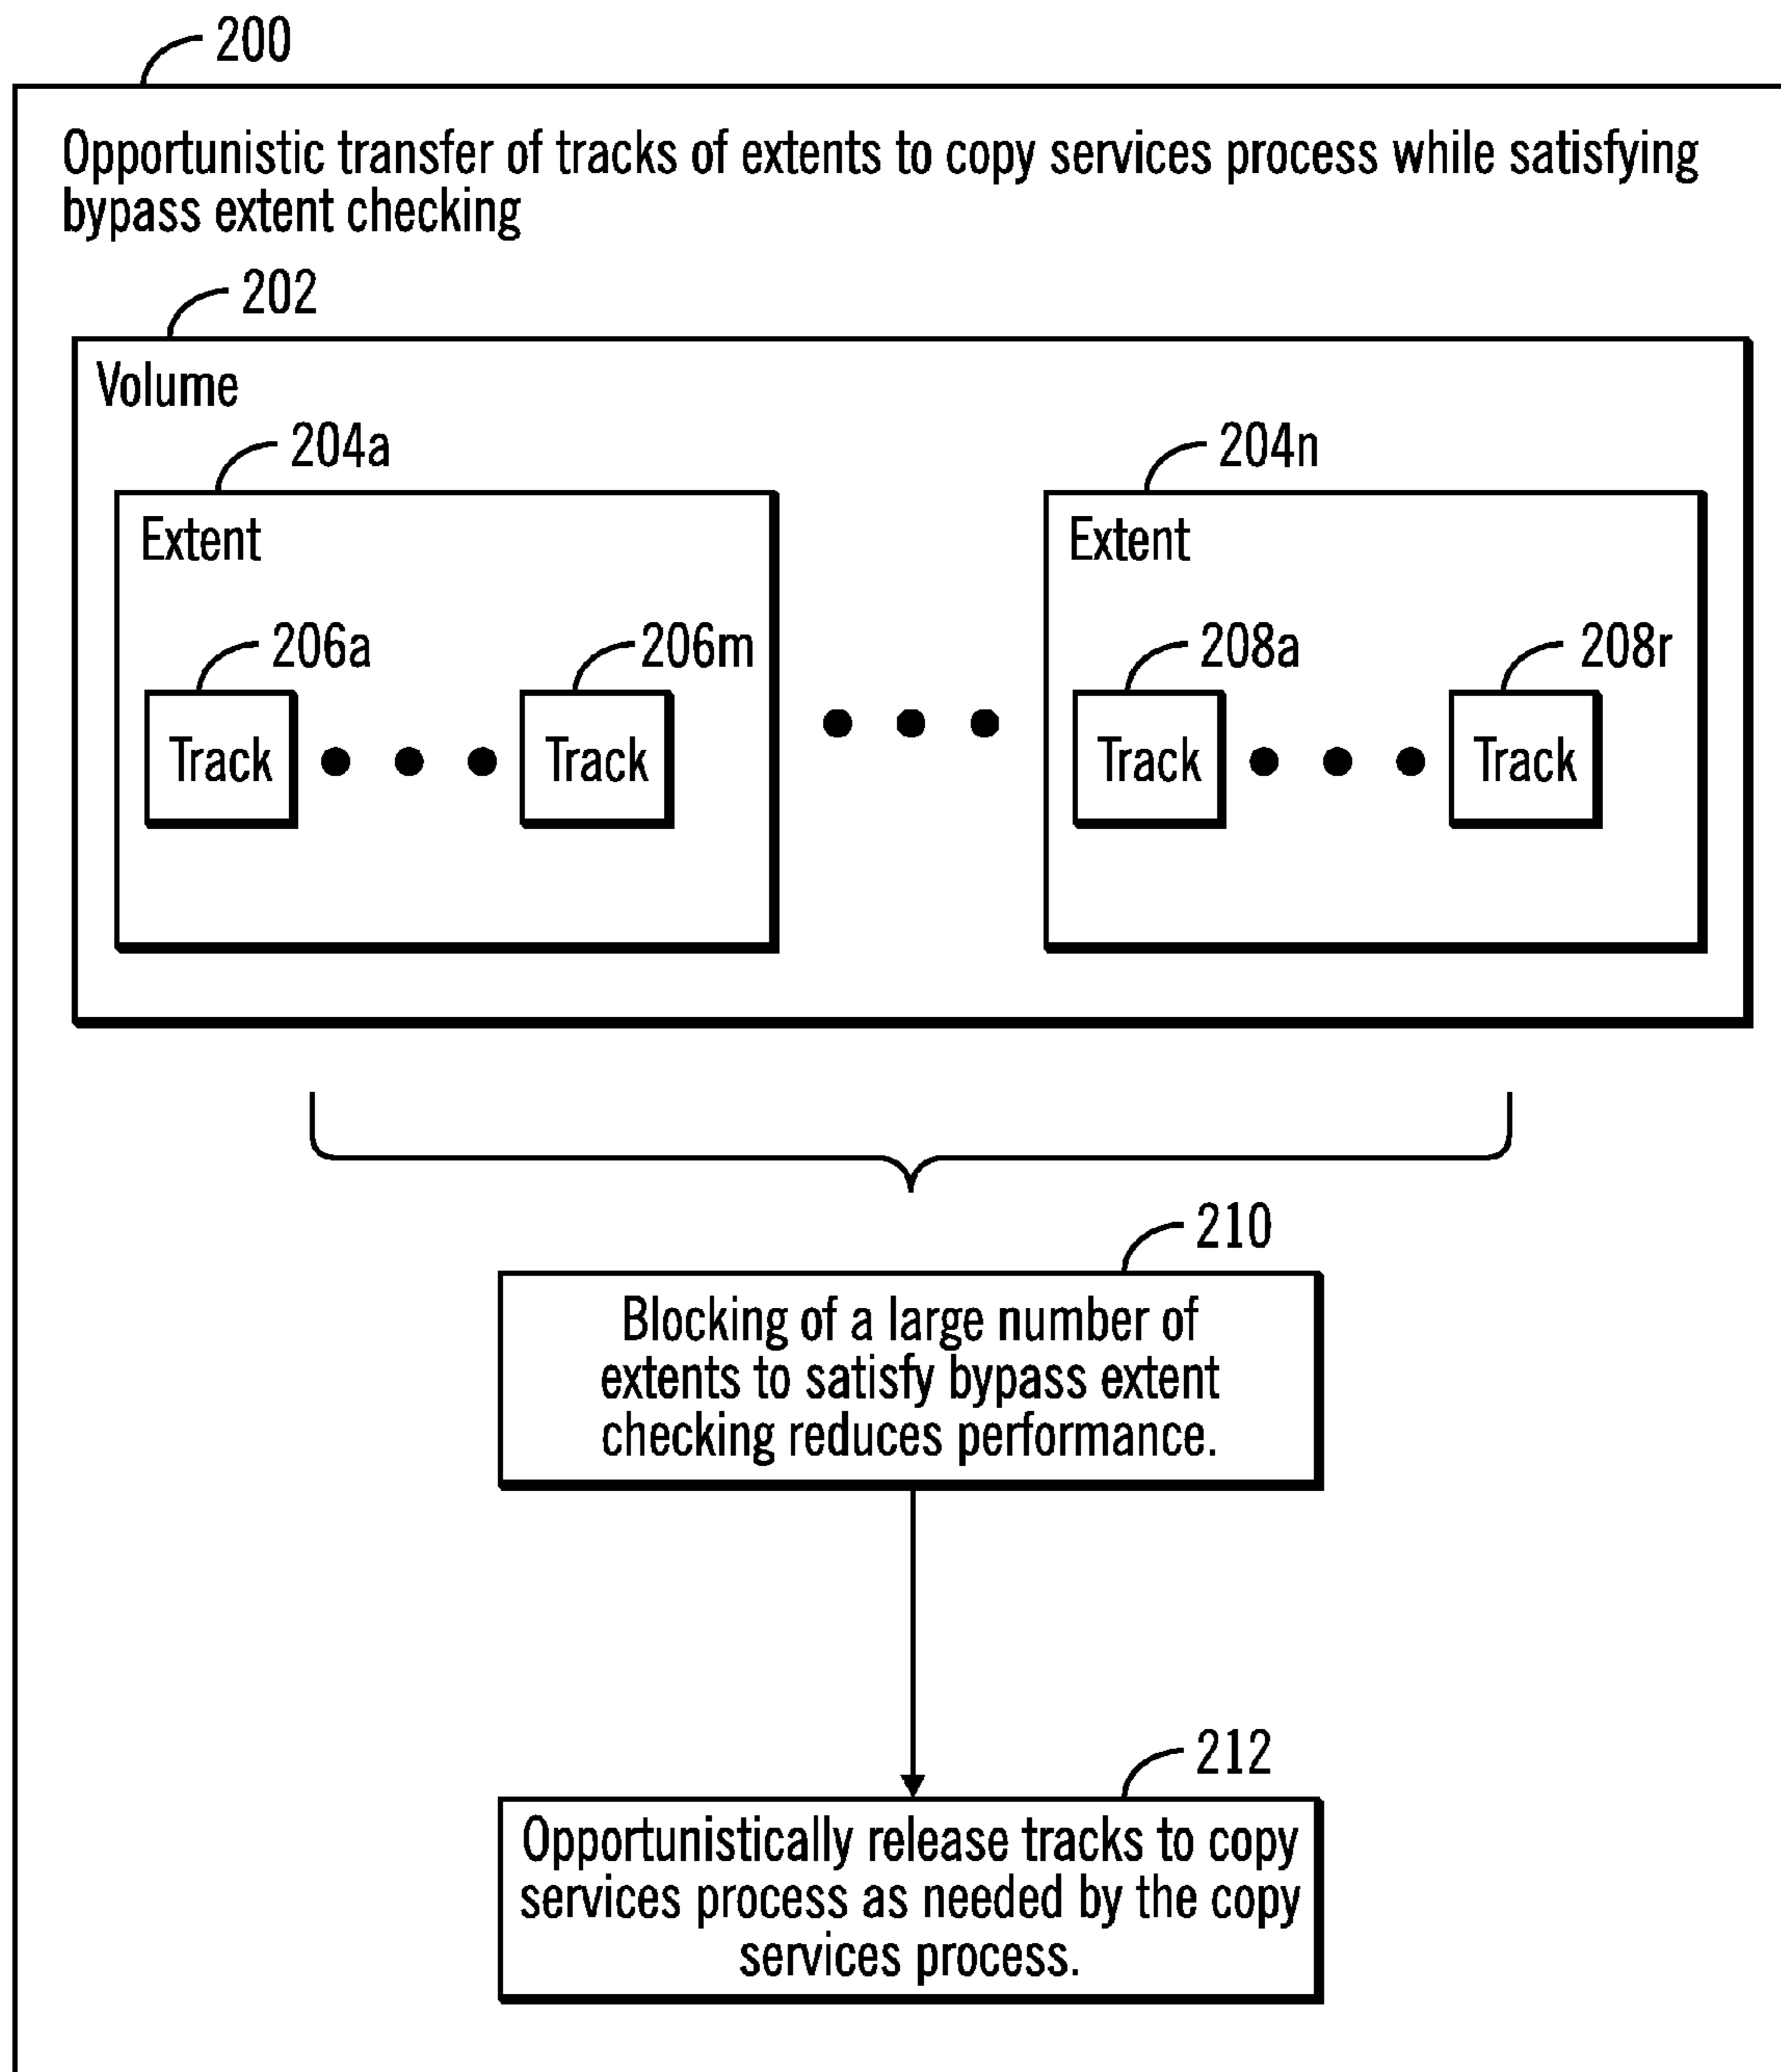 200
Opportunistic transfer of tracks of extents to copy services process while satisfying
bypass extent checking
202
Volume
204a
204n
Extent
Extent
206a
206m
208a
208r
Track
Track
Track
Track
210
Blocking of a large number of
extents to satisfy bypass extent
checking reduces performance.
212
Opportunistically release tracks to copy
services process as needed by the copy
services process.